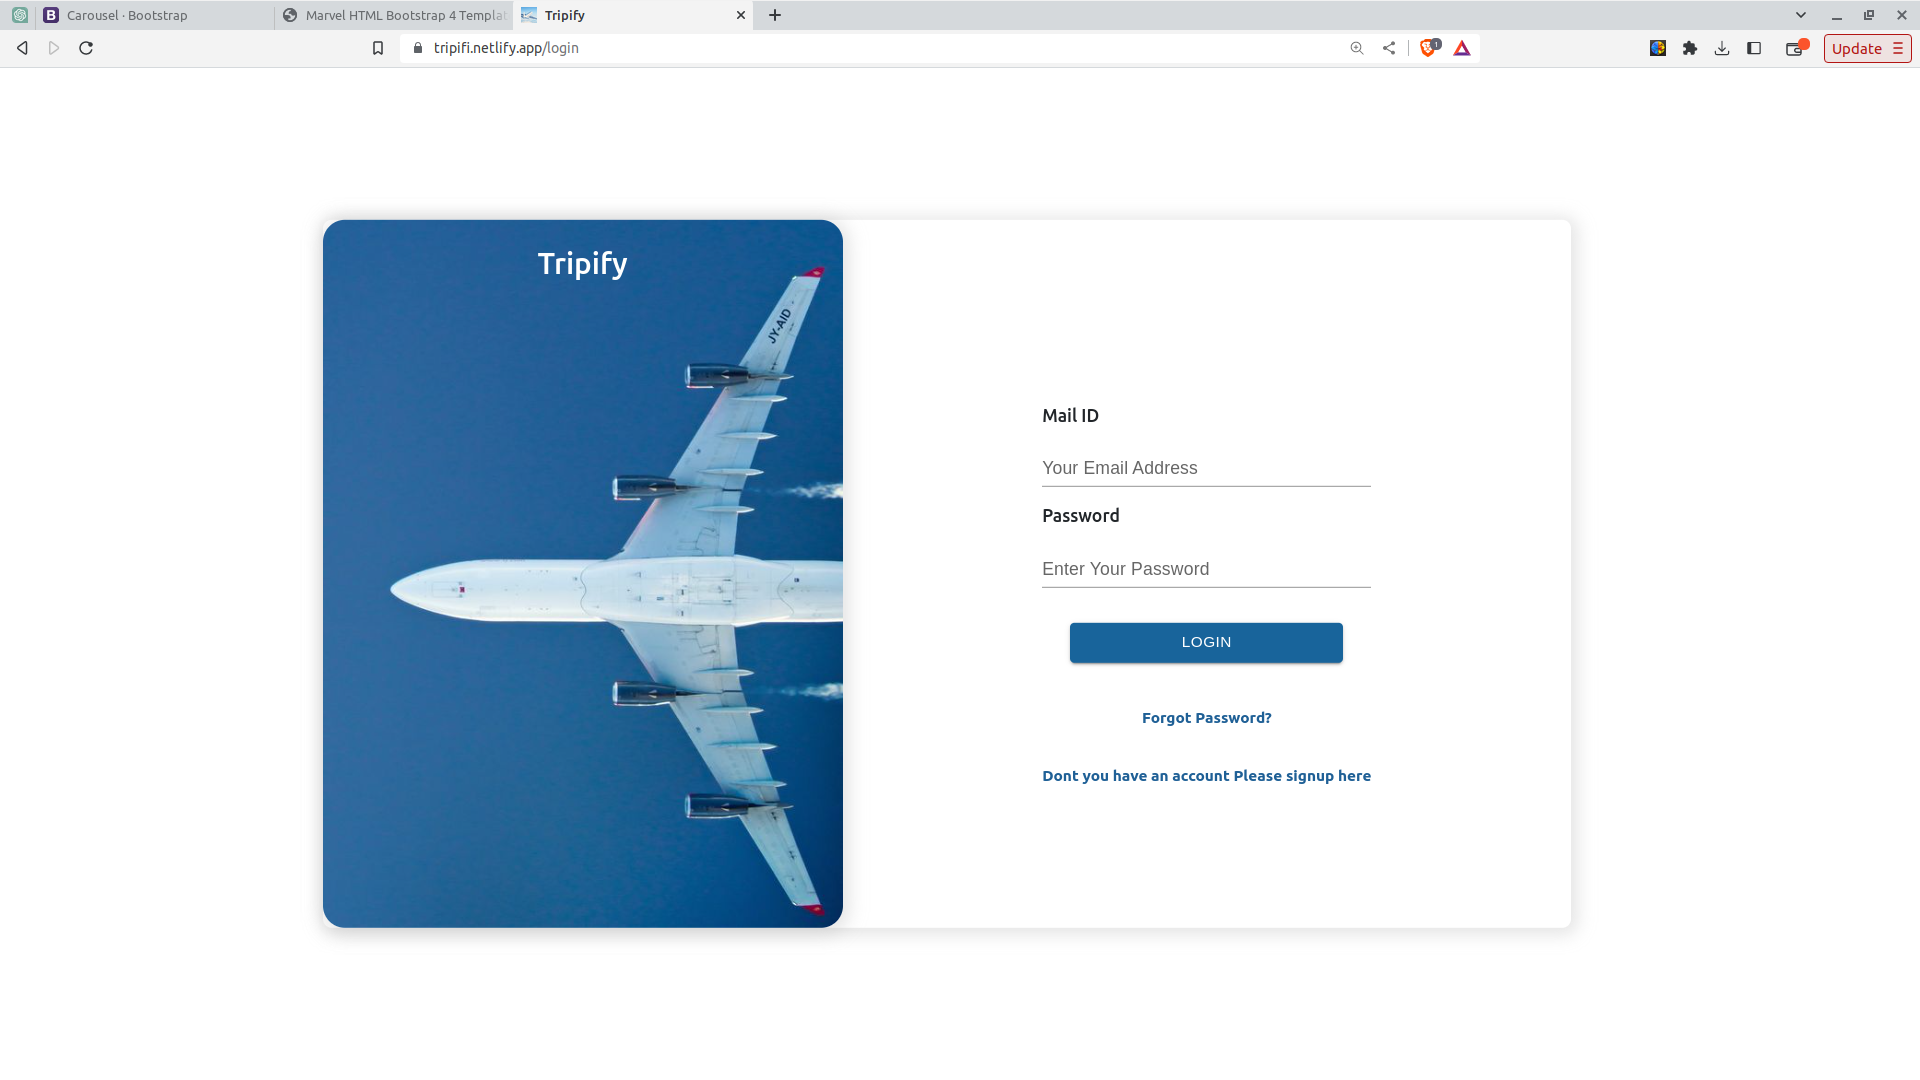 Carousel · Bootstrap
Marvel HTML Bootstrap 4 Templat
Tripify
tripifi.netlify.app/login
1
Update
Tripify
JY-AID
Mail ID
Your Email Address
Password
Enter Your Password
LOGIN
Forgot Password?
Dont you have an account Please signup here